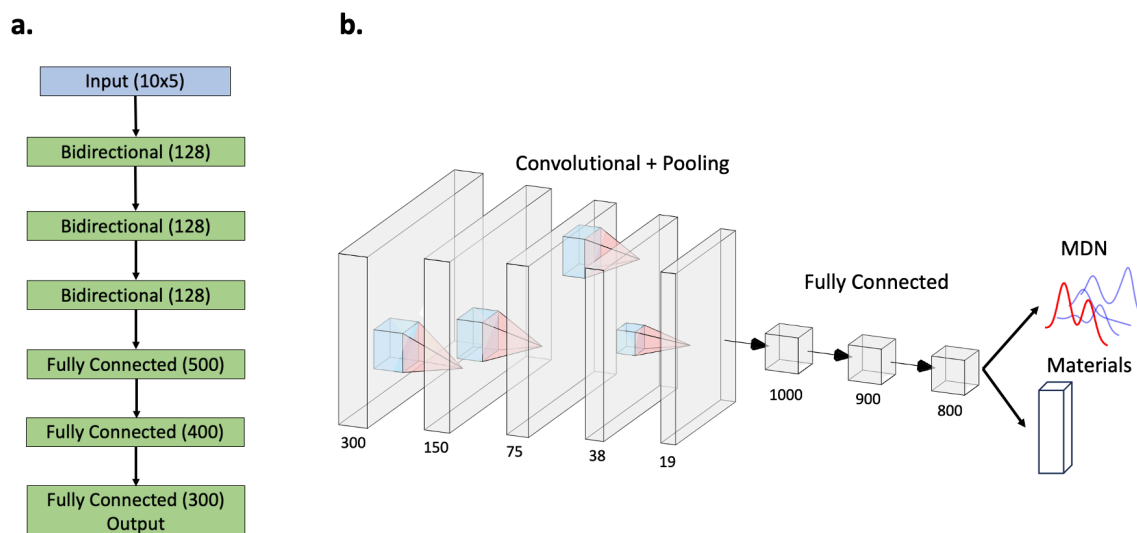 a.
Input (10x5)
Bidirectional (128)
Bidirectional (128)
Bidirectional (128)
Fully Connected (500)
Fully Connected (400)
Fully Connected (300)
Output
b.
Convolutional + Pooling
300
150
75
38
19
Fully Connected
1000
900
800
MDN
Materials